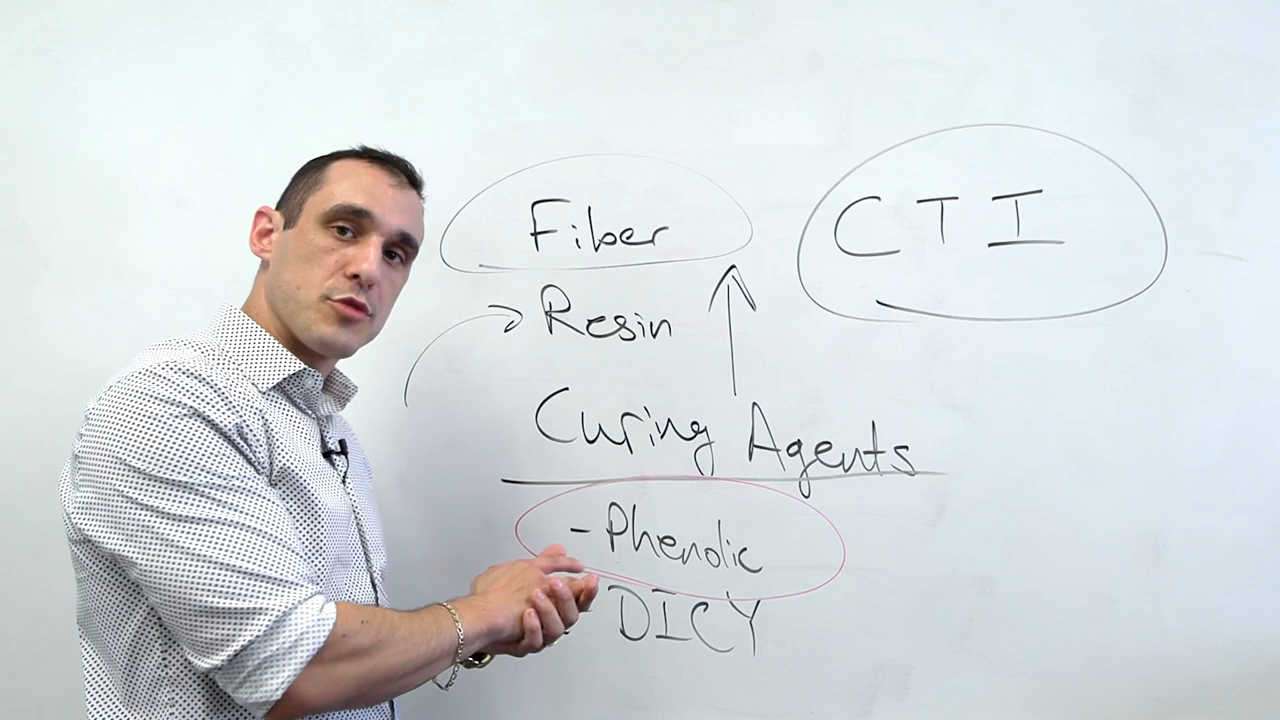 Fiber
CTI
Resin
Curing Agents
- Phenolic
- DICY